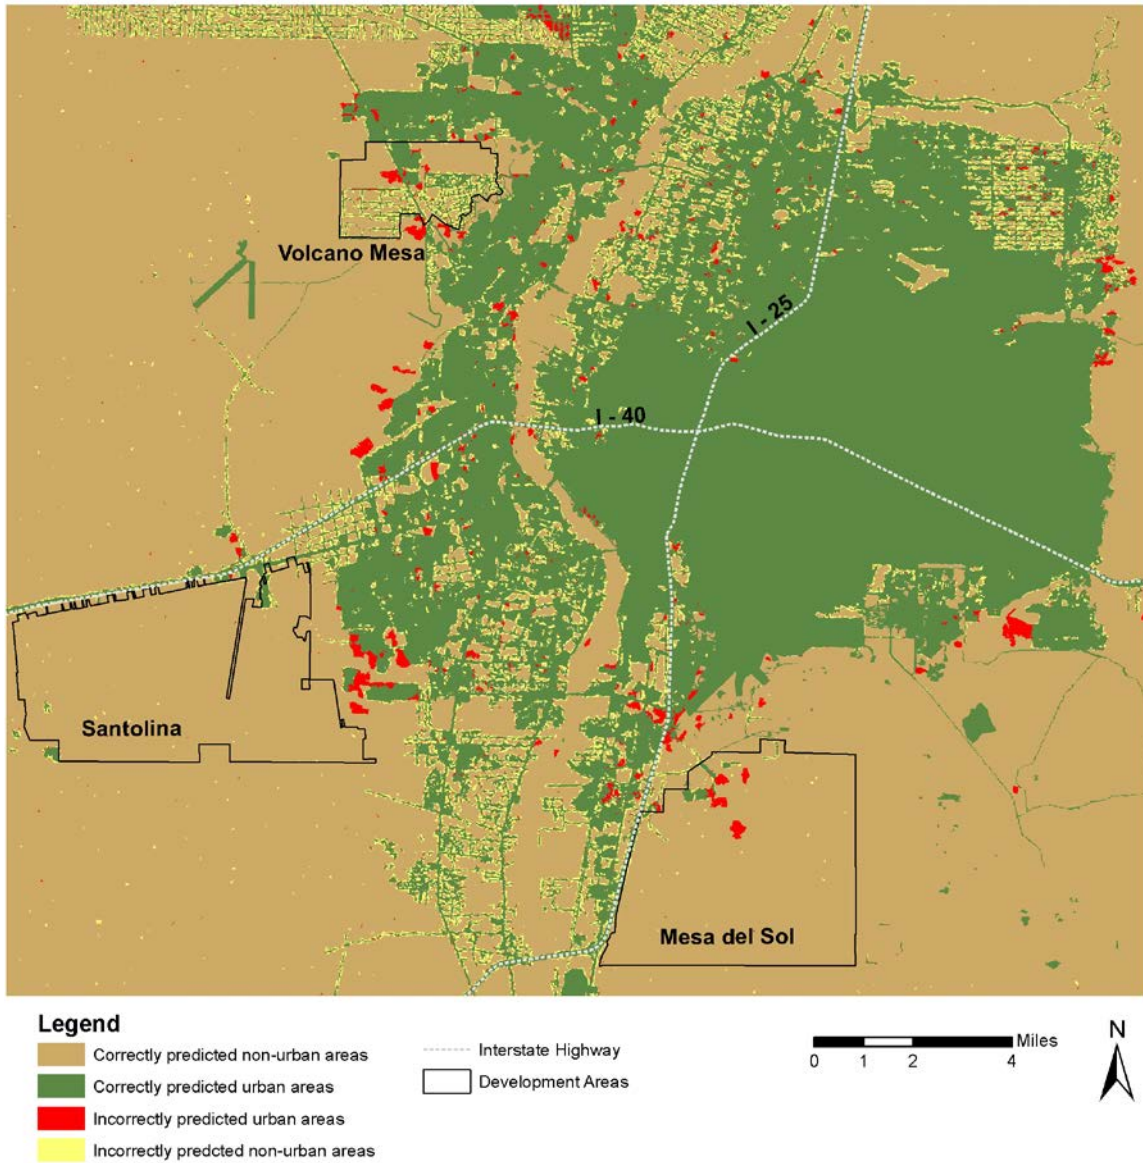 Volcano Mesa
I - 25
I - 40
Santolina
Mesa del Sol
Legend
Correctly predicted non-urban areas
Correctly predicted urban areas
Incorrectly predicted urban areas
Incorrectly predcted non-urban areas
Interstate Highway
Development Areas
Miles
0 1 2 4
N